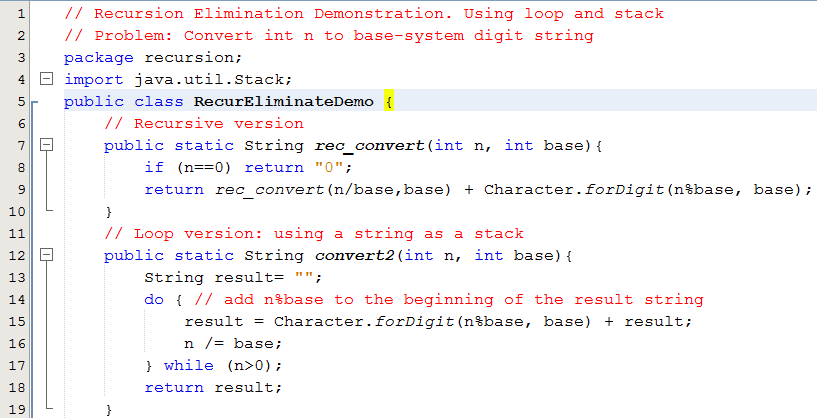 1 // Recursion Elimination Demonstration. Using loop and stack
2 // Problem: Convert int n to base-system digit string
3 package recursion;
4 import java.util.Stack;
5 public class RecurEliminateDemo {
6 // Recursive version
7 public static String rec_convert(int n, int base){
8 if (n==0) return "0";
9 return rec_convert(n/base,base) + Character.forDigit(n%base, base);
10 }
11 // Loop version: using a string as a stack
12 public static String convert2(int n, int base){
13 String result= "";
14 do { // add n%base to the beginning of the result string
15 result = Character.forDigit(n%base, base) + result;
16 n /= base;
17 } while (n>0);
18 return result;
19 }